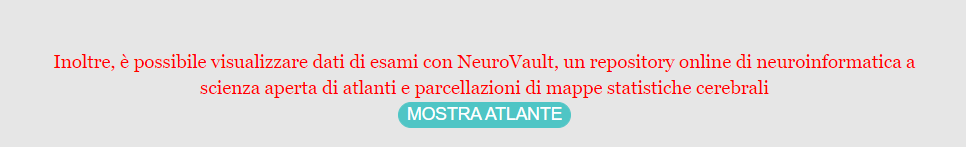 Inoltre, è possibile visualizzare dati di esami con NeuroVault, un repository online di neuroinformatica a
scienza aperta di atlanti e parcellazioni di mappe statistiche cerebrali
MOSTRA ATLANTE